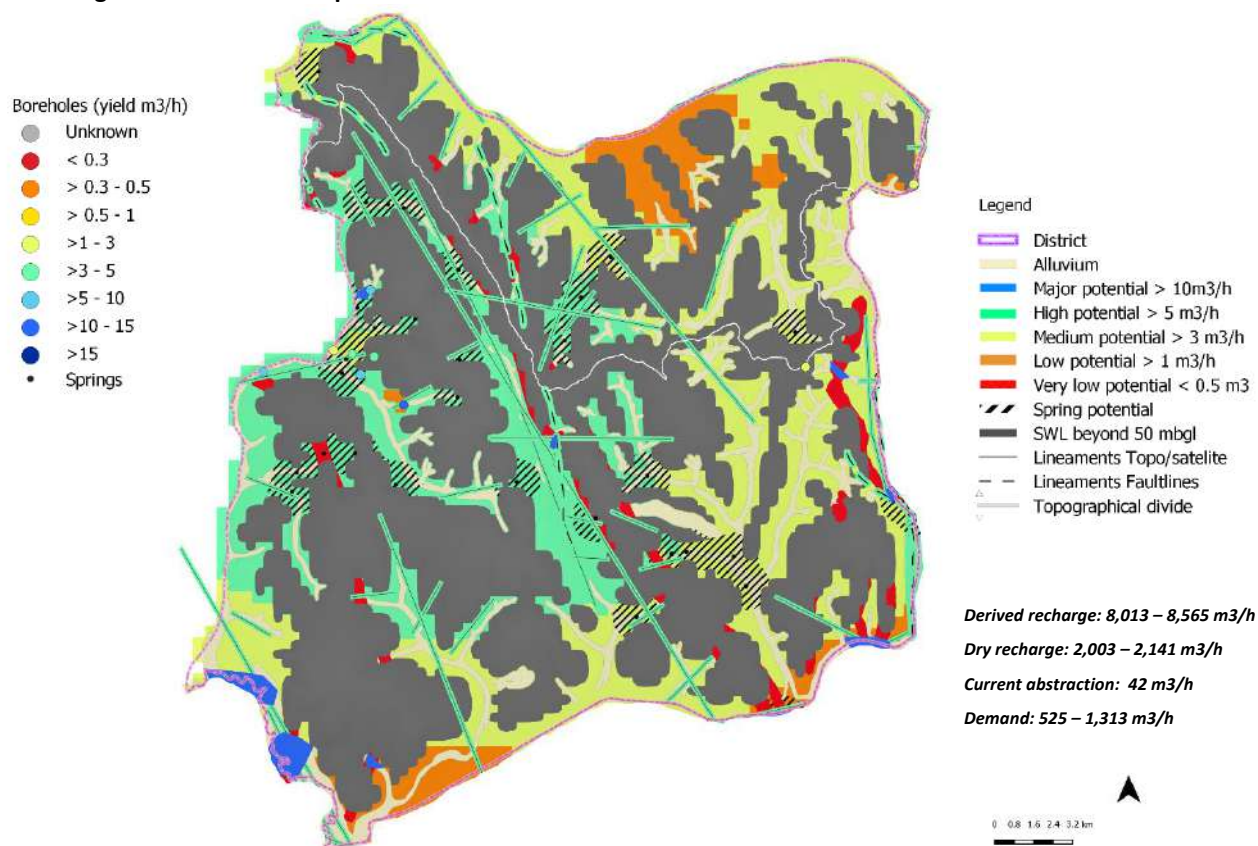 Boreholes (yield m3/h)
Unknown
< 0.3
> 0.3 - 0.5
> 0.5 - 1
>1 - 3
>3 - 5
>5 - 10
>10 - 15
>15
Springs
Legend
District
Alluvium
Major potential > 10m3/h
High potential > 5 m3/h
Medium potential > 3 m3/h
Low potential > 1 m3/h
Very low potential < 0.5 m3
Spring potential
SWL beyond 50 mbgl
Lineaments Topo/satelite
Lineaments Faultlines
Topographical divide
Derived recharge: 8,013 – 8,565 m3/h
Dry recharge: 2,003 – 2,141 m3/h
Current abstraction: 42 m3/h
Demand: 525 – 1,313 m3/h
0 0.8 1.6 2.4 3.2 km